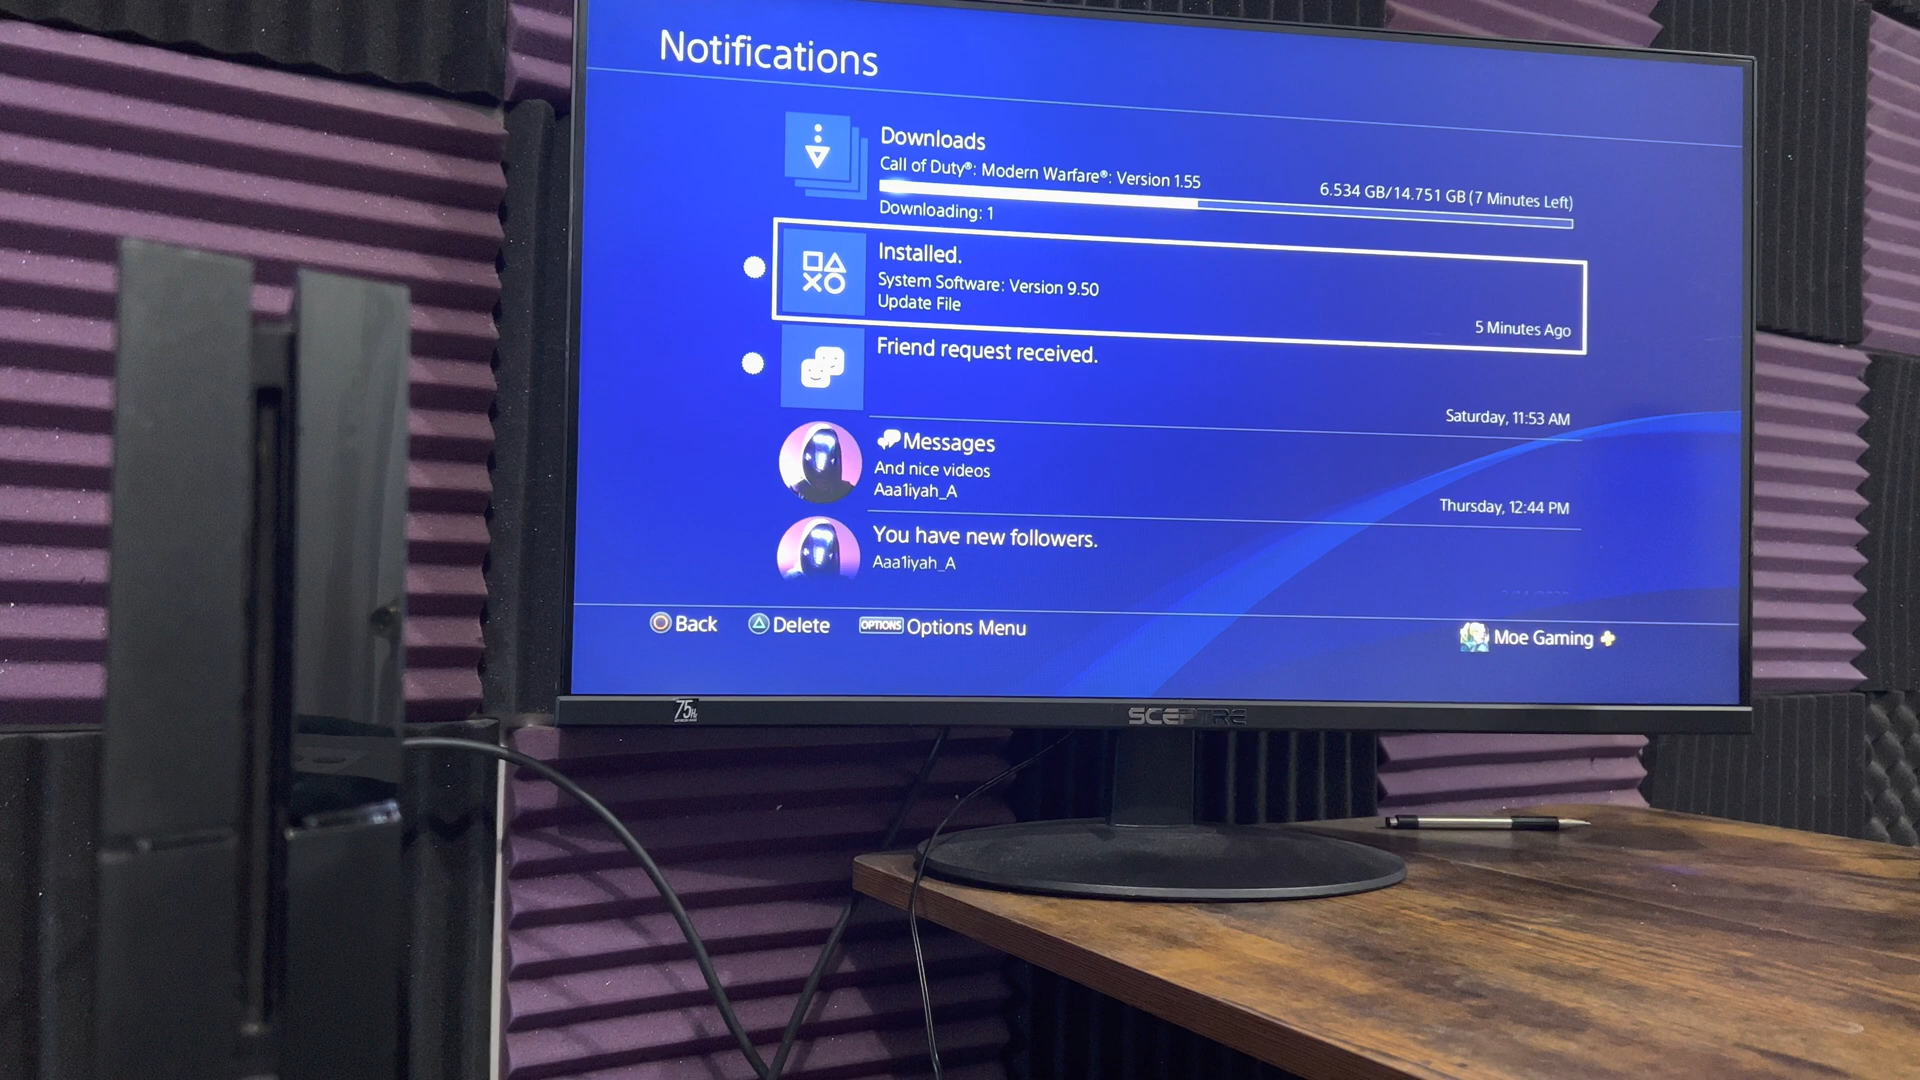 Notifications
Downloads
Call of Duty®: Modern Warfare®: Version 1.55
6.534 GB/14.751 GB (7 Minutes Left)
Downloading: 1
Installed.
System Software: Version 9.50
Update File
5 Minutes Ago
Friend request received.
Saturday, 11:53 AM
Messages
And nice videos
Aaa1iyah_A
Thursday, 12:44 PM
You have new followers.
Aaa1iyah_A
Back
Delete
OPTIONS Options Menu
Moe Gaming
75Hz
SCEPTRE